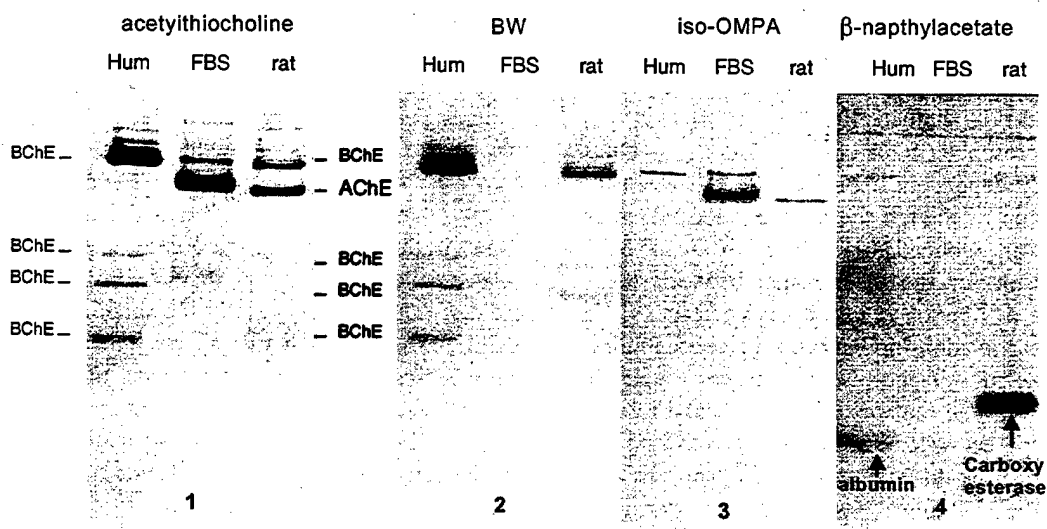 acetyithiocholine BW iso-OMPA β-napthylacetate
Hum FBS rat Hum FBS rat Hum FBS rat Hum FBS rat
BChE BChE
AChE
BChE BChE
BChE BChE
BChE BChE
albumin
Carboxy
esterase
1 2 3 4